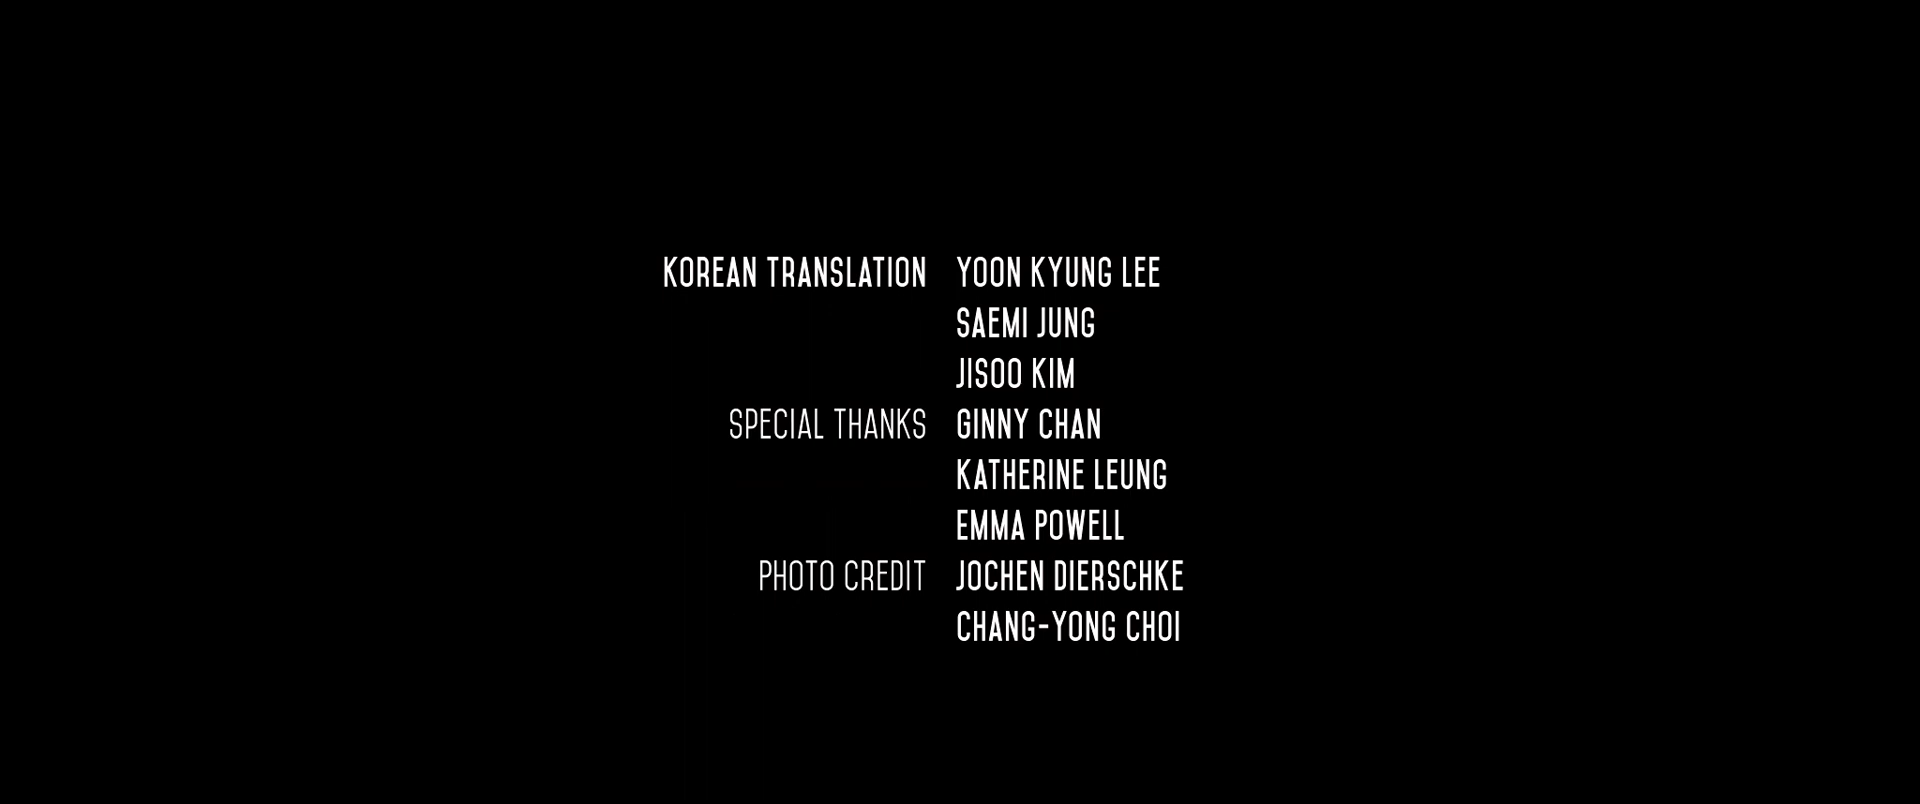 KOREAN TRANSLATION YOON KYUNG LEE
SAEMI JUNG
JISOO KIM
SPECIAL THANKS GINNY CHAN
KATHERINE LEUNG
EMMA POWELL
PHOTO CREDIT JOCHEN DIERSCHKE
CHANG-YONG CHOI